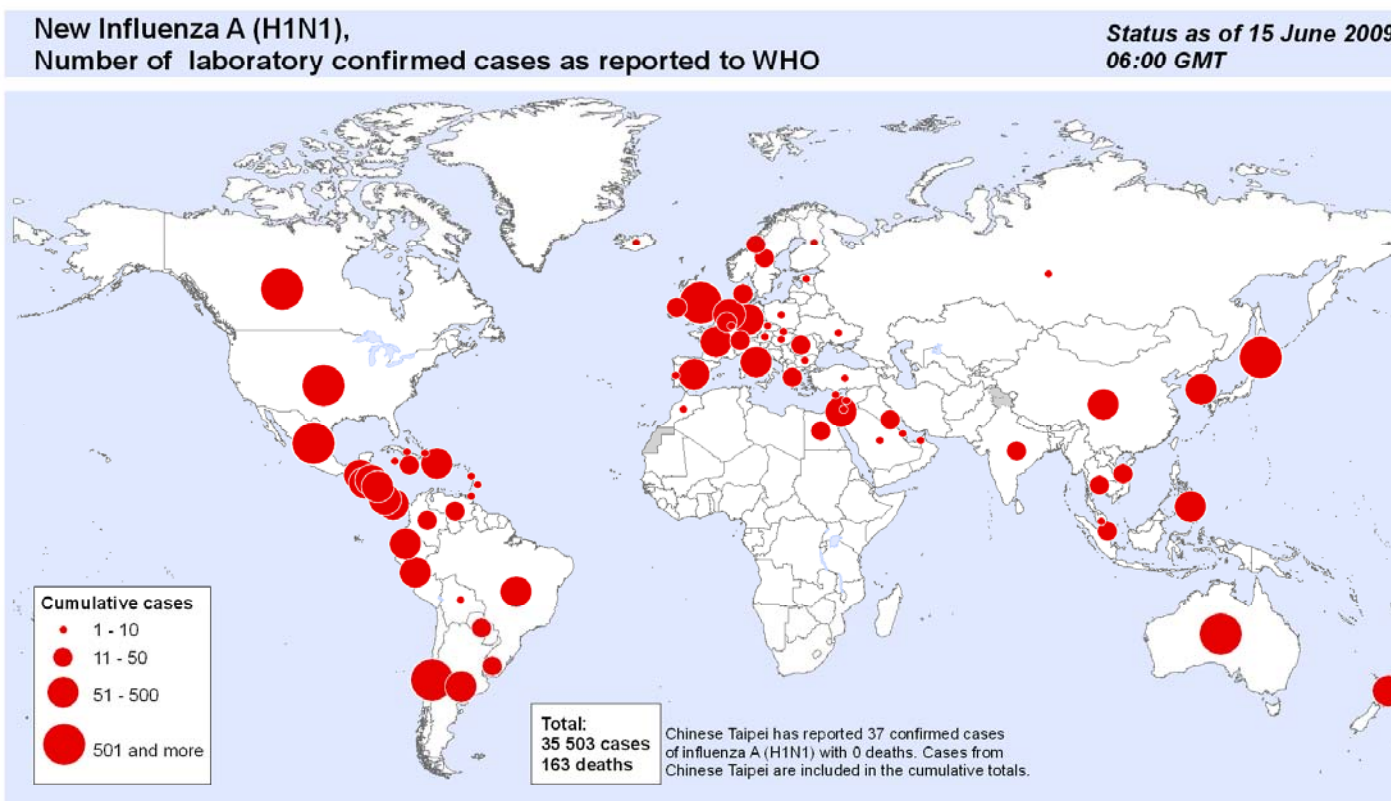 New Influenza A (H1N1),
Number of laboratory confirmed cases as reported to WHO
Status as of 15 June 2009
06:00 GMT
Cumulative cases
1 - 10
11 - 50
51 - 500
501 and more
Total:
35 503 cases
163 deaths
Chinese Taipei has reported 37 confirmed cases
of influenza A (H1N1) with 0 deaths. Cases from
Chinese Taipei are included in the cumulative totals.